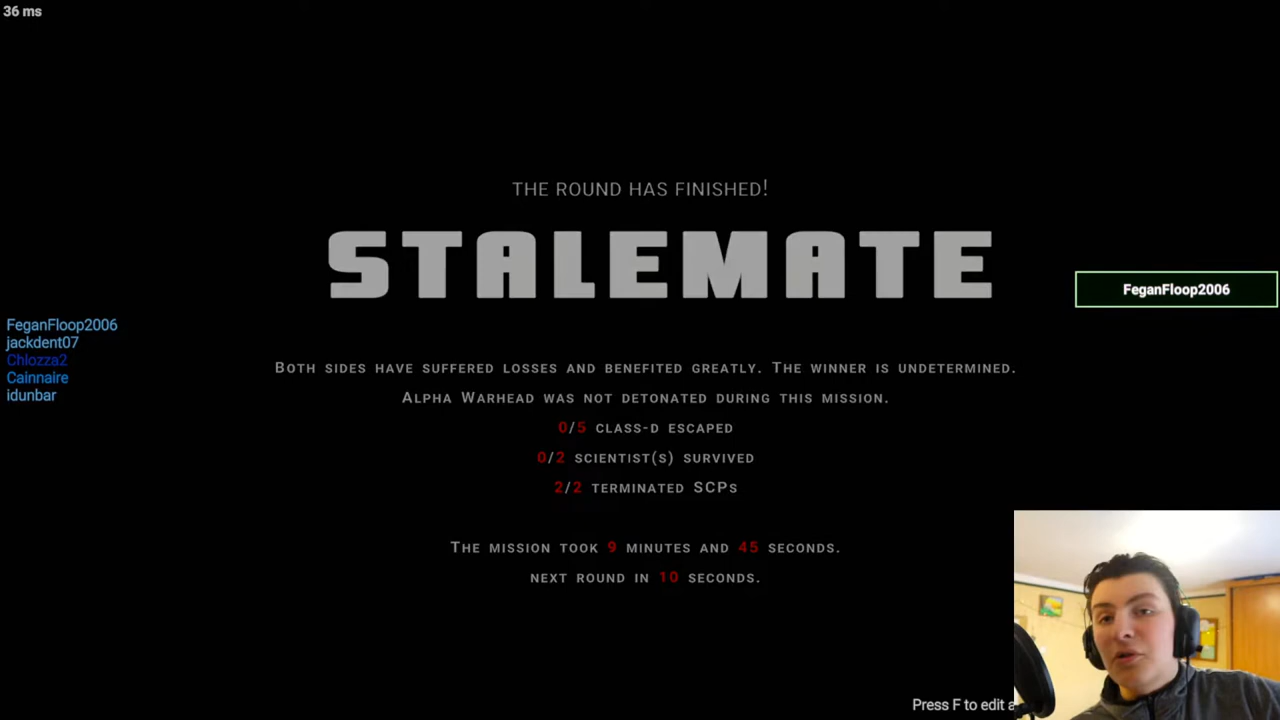 36 ms
THE ROUND HAS FINISHED!
STALEMATE
FeganFloop2006
FeganFloop2006
jackdent07
Chlozza2
Cainnaire
idunbar
BOTH SIDES HAVE SUFFERED LOSSES AND BENEFITED GREATLY. THE WINNER IS UNDETERMINED.
ALPHA WARHEAD WAS NOT DETONATED DURING THIS MISSION.
0/5 CLASS-D ESCAPED
0/2 SCIENTIST(S) SURVIVED
2/2 TERMINATED SCPS
THE MISSION TOOK 9 MINUTES AND 45 SECONDS.
NEXT ROUND IN 10 SECONDS.
Press F to edit a